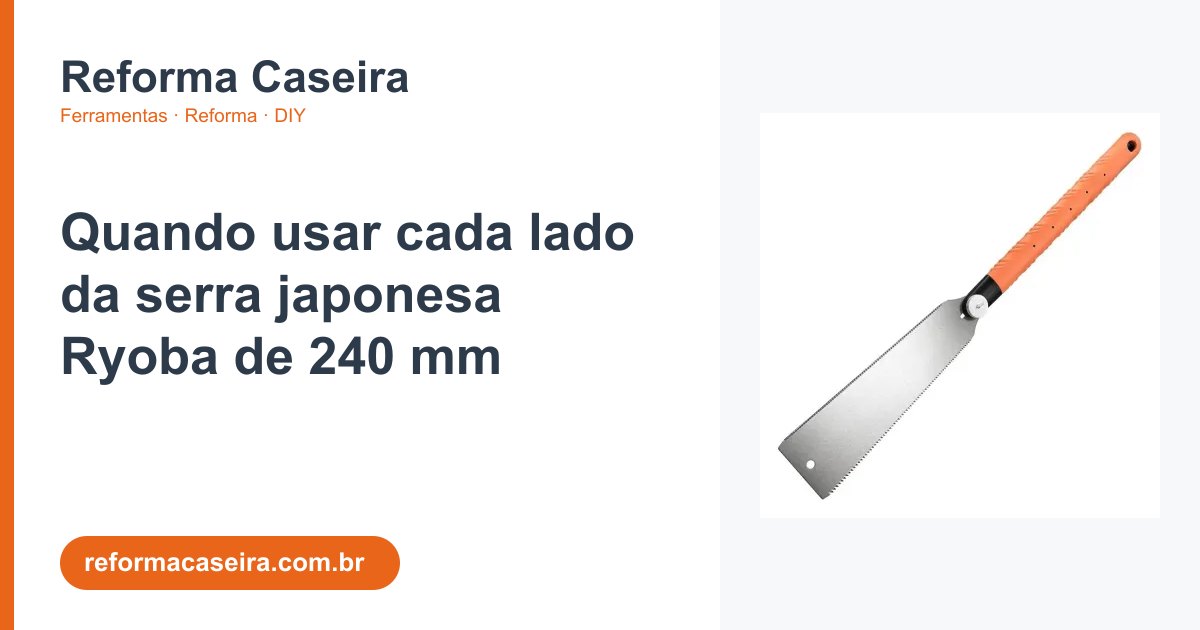 Reforma Caseira
Ferramentas · Reforma · DIY
Quando usar cada lado
da serra japonesa
Ryoba de 240 mm
reformacaseira.com.br